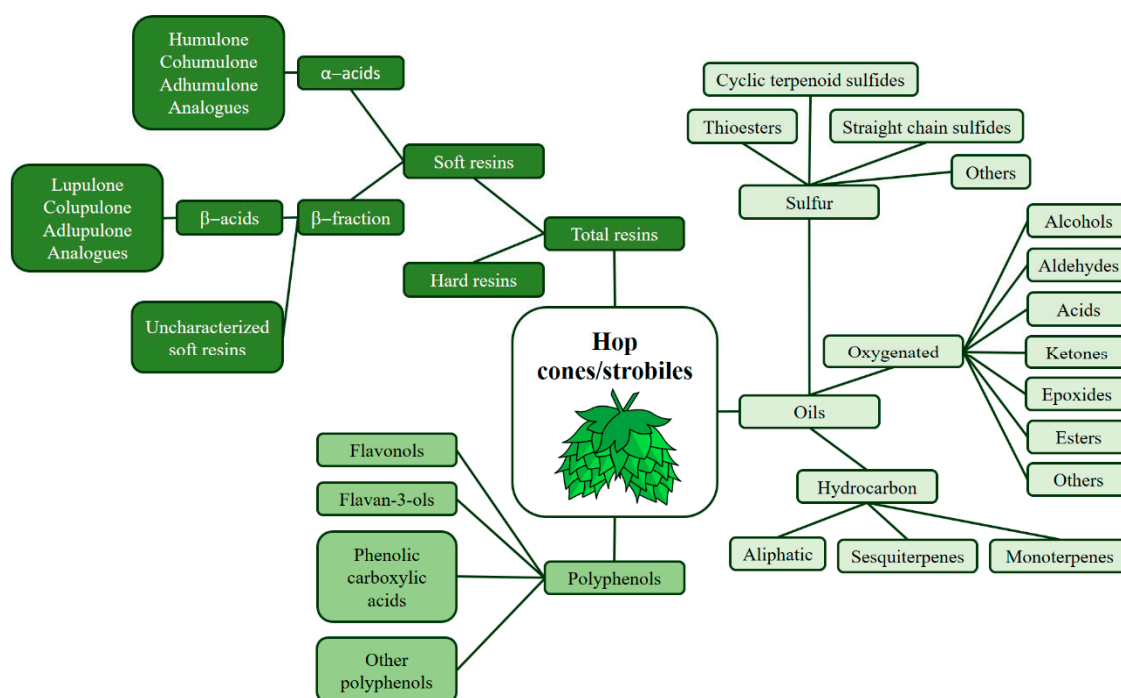 Humulone
Cohumulone
Adhumulone
Analogues
α–acids
Lupulone
Colupulone
Adlupulone
Analogues
β–acids
β–fraction
Uncharacterized
soft resins
Soft resins
Hard resins
Total resins
Hop
cones/strobiles
Cyclic terpenoid sulfides
Thioesters
Straight chain sulfides
Others
Sulfur
Alcohols
Aldehydes
Acids
Ketones
Epoxides
Esters
Others
Oxygenated
Oils
Hydrocarbon
Aliphatic
Sesquiterpenes
Monoterpenes
Flavonols
Flavan-3-ols
Phenolic
carboxylic
acids
Other
polyphenols
Polyphenols